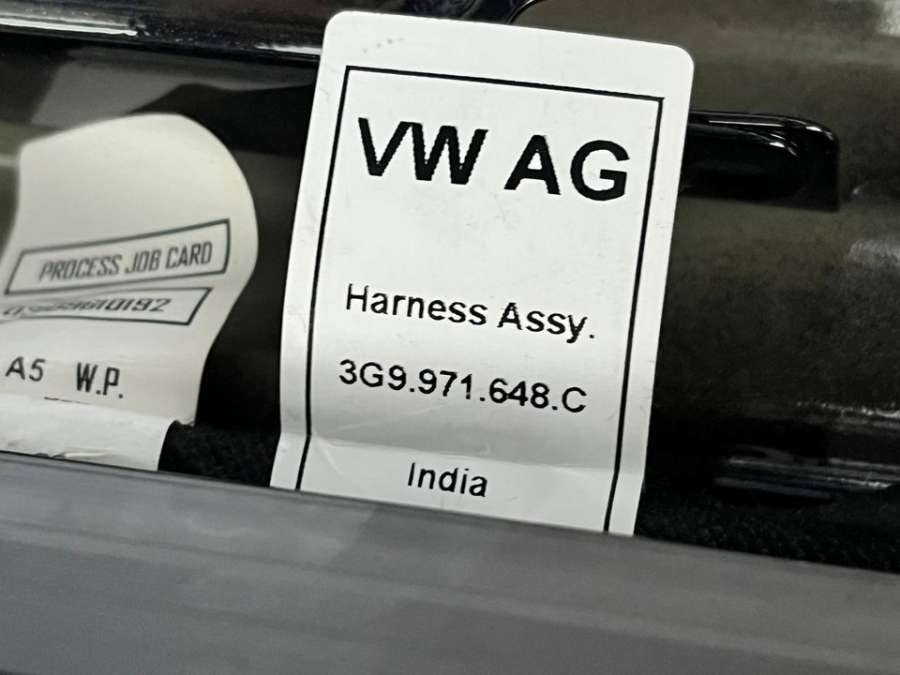 VW AG
Harness Assy.
3G9.971.648.C
India
PROCESS JOB CARD
A5 W.P.